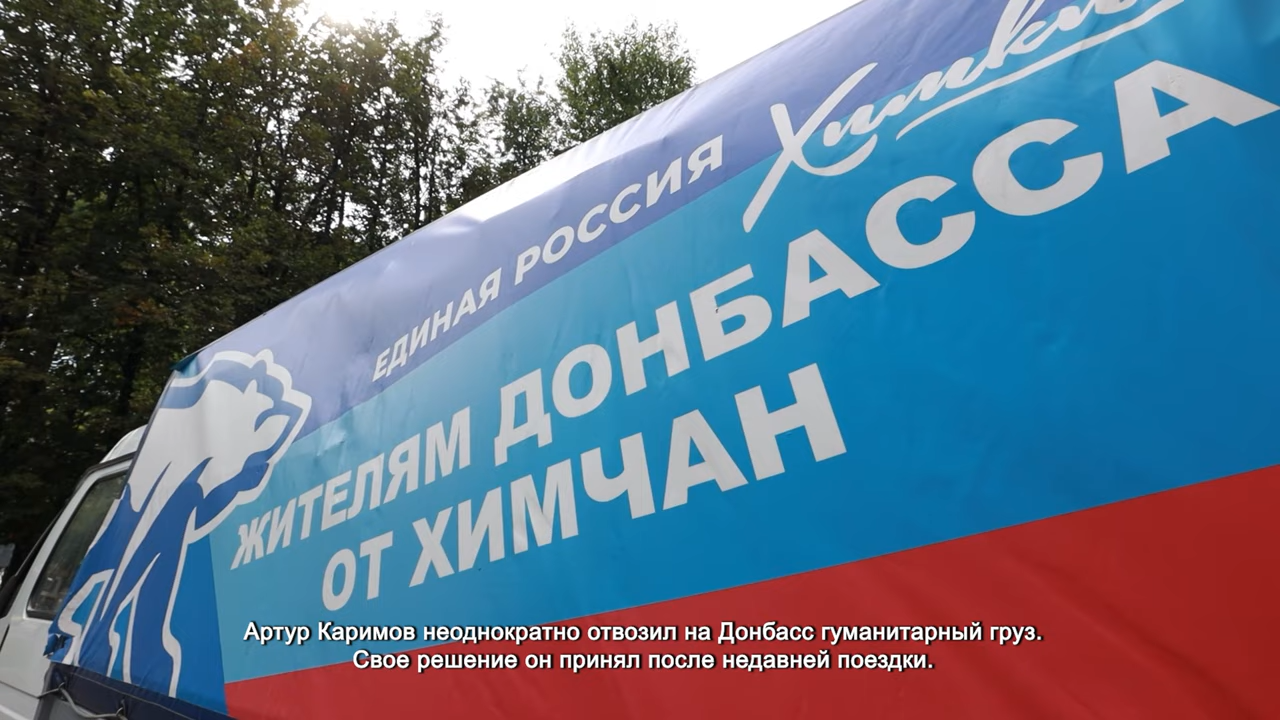 Химки
ЕДИНАЯ РОССИЯ
ЖИТЕЛЯМ ДОНБАССА
ОТ ХИМЧАН
Артур Каримов неоднократно отвозил на Донбасс гуманитарный груз.
Свое решение он принял после недавней поездки.